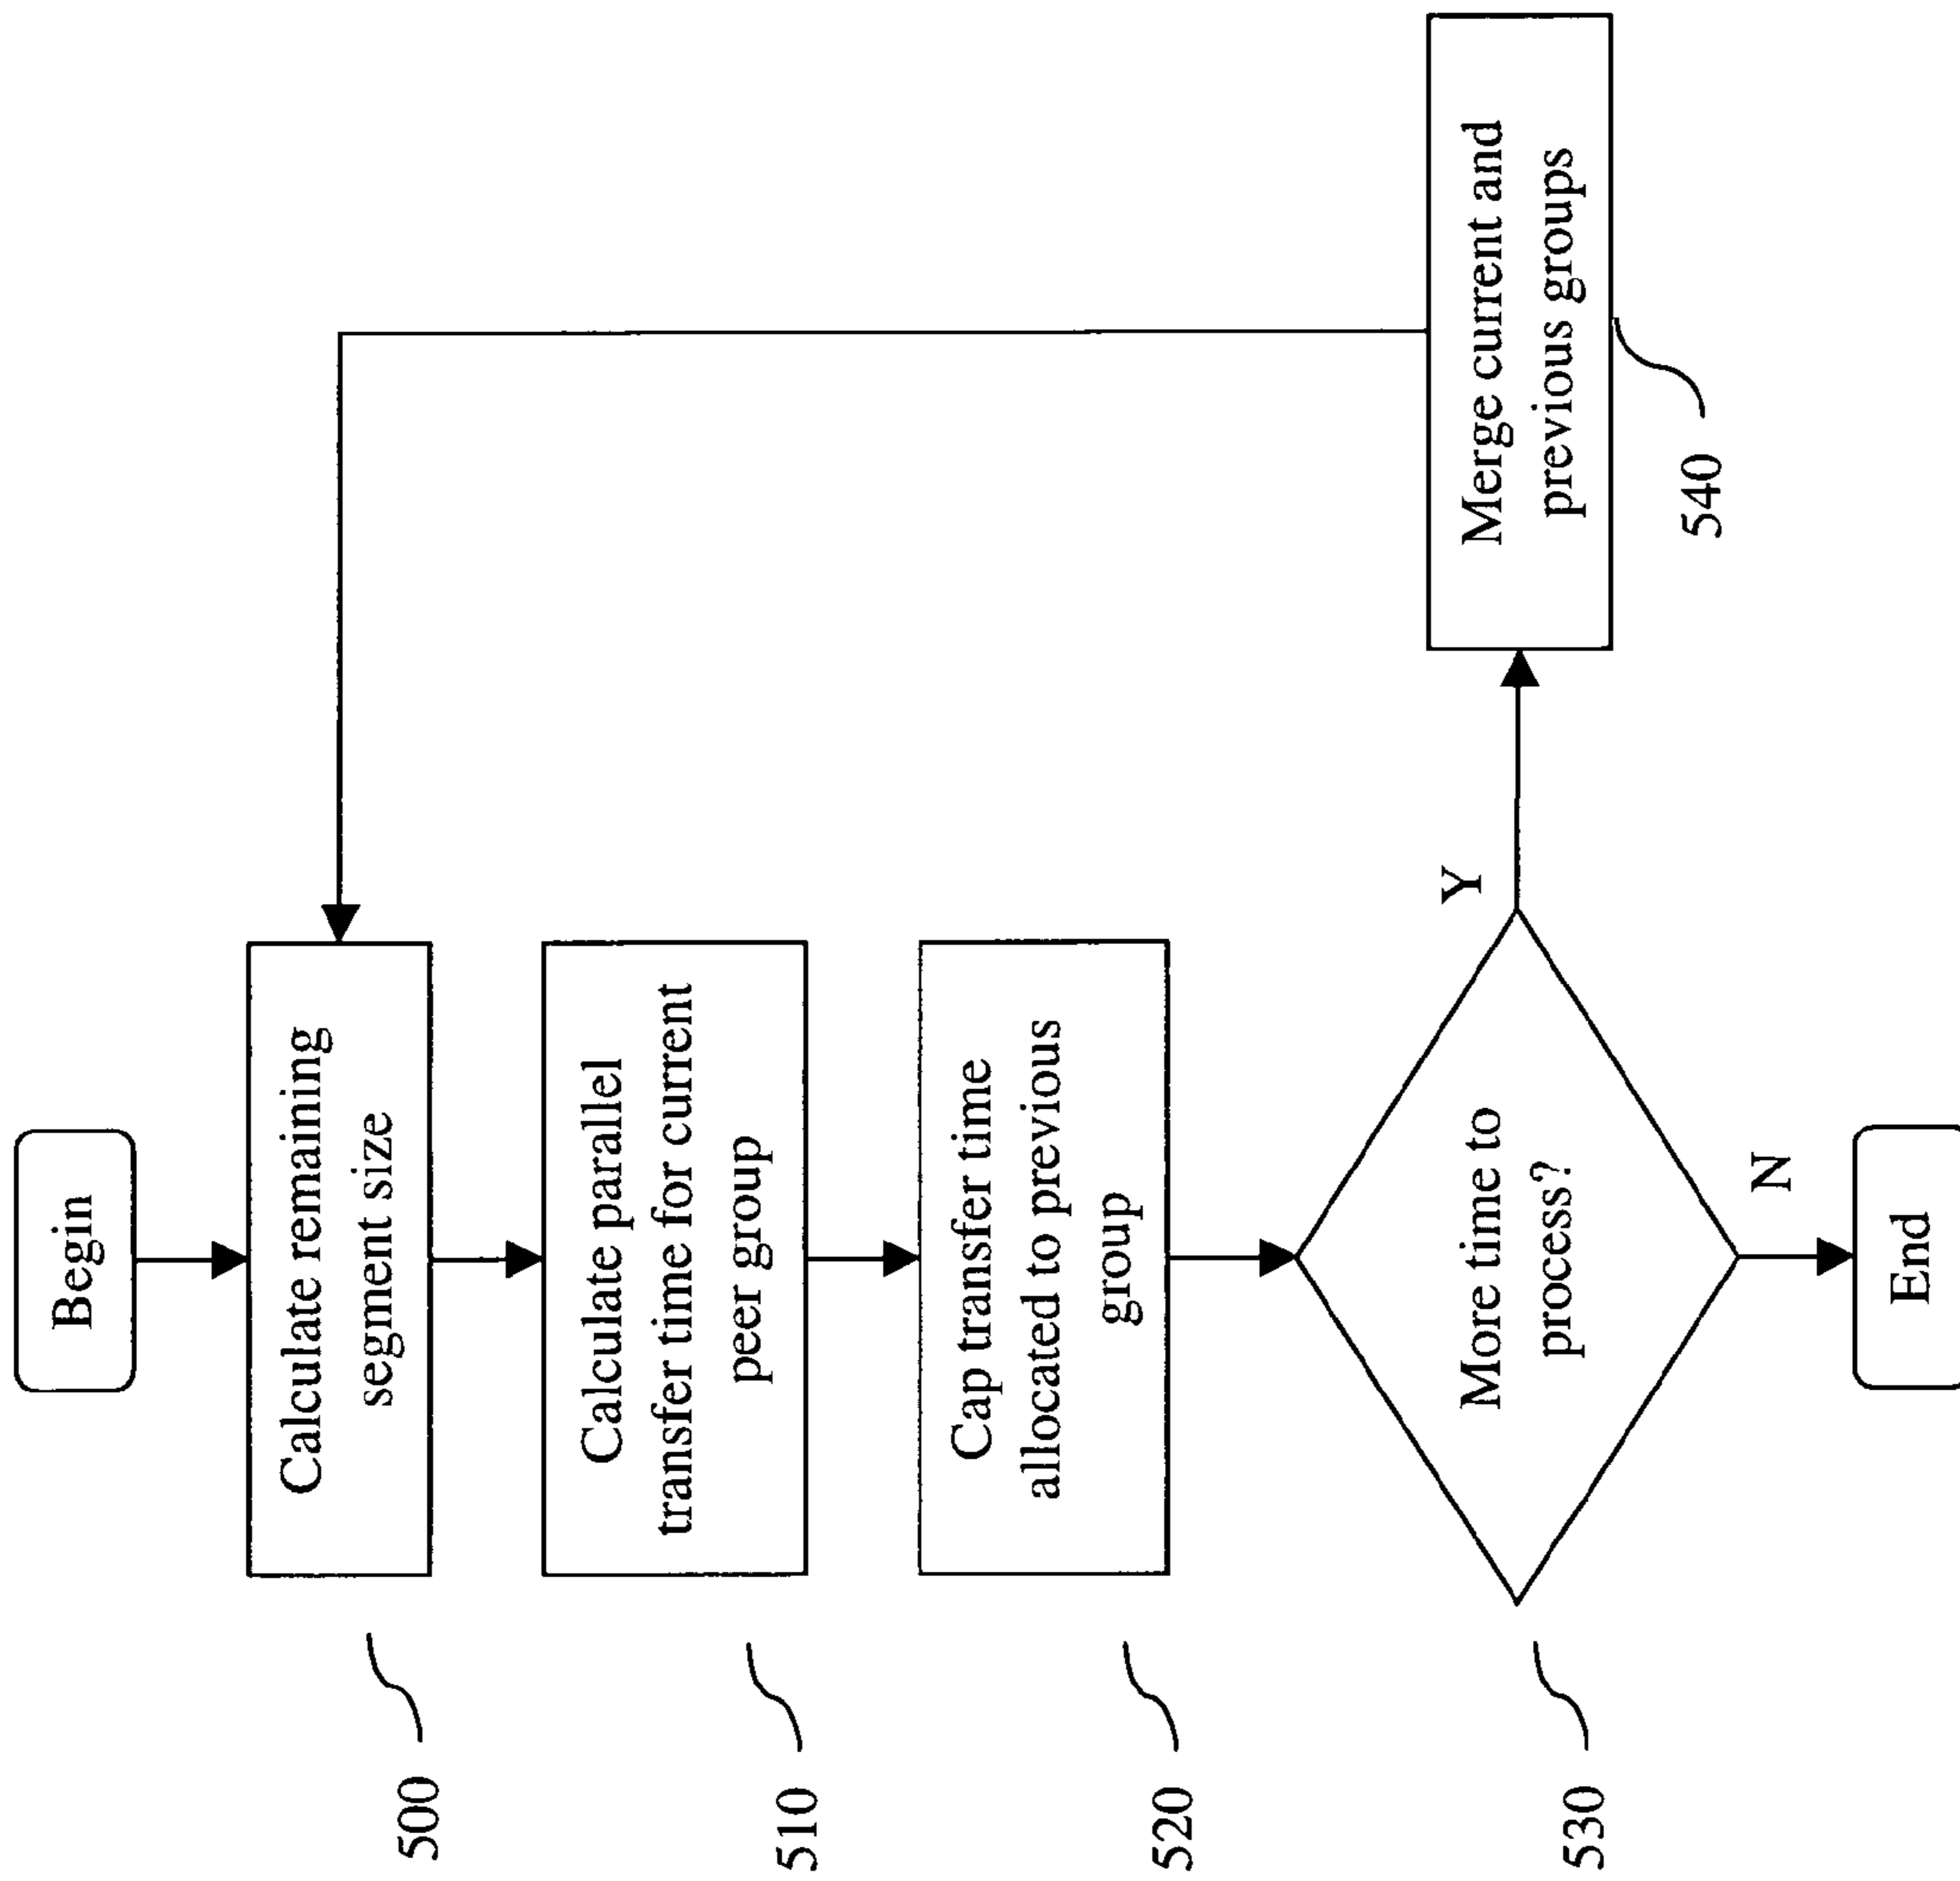 Begin
Calculate remaining
segment size
500
Calculate parallel
transfer time for current
peer group
510
Cap transfer time
allocated to previous
group
520
More time to
process?
530
Y
Merge current and
previous groups
540
N
End